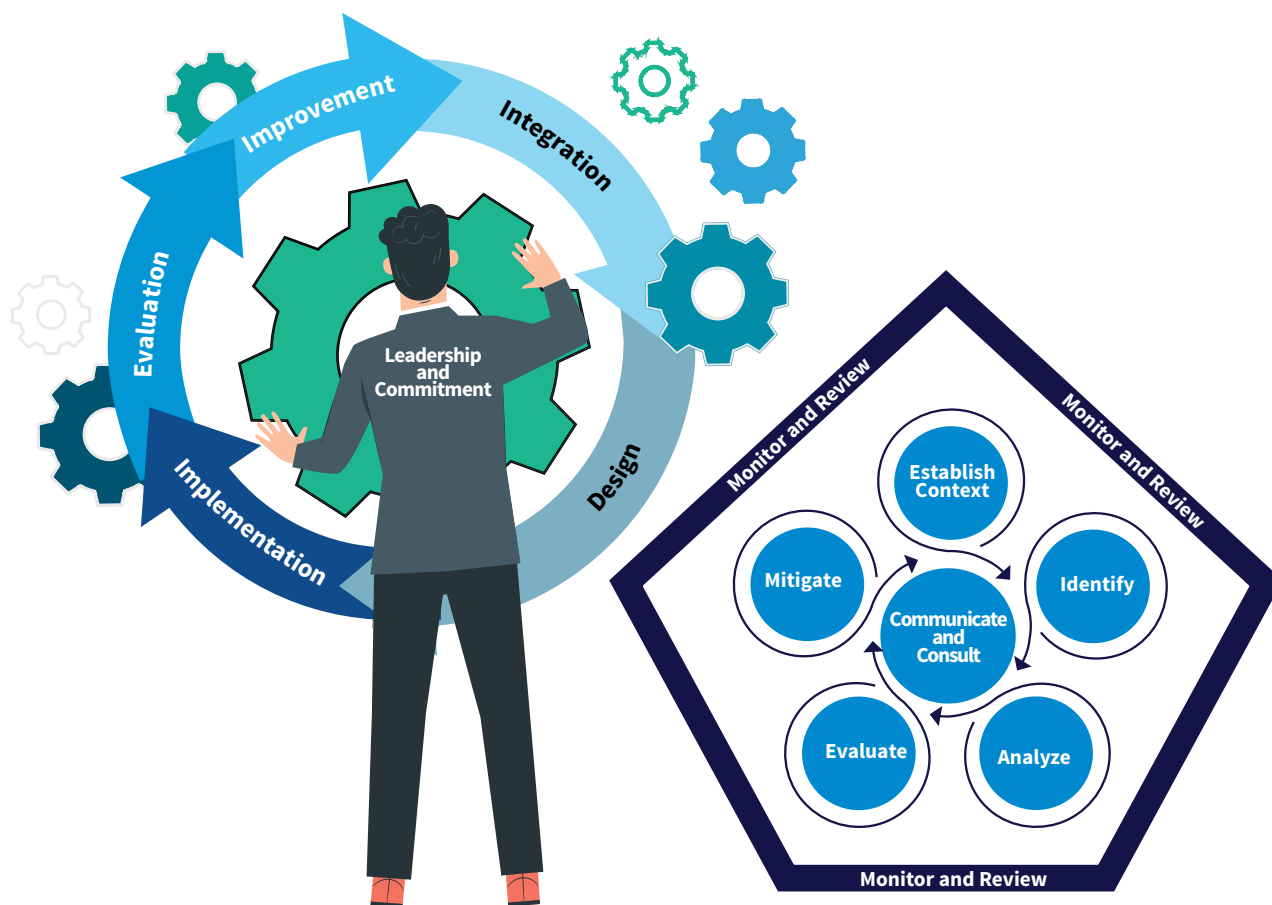 Improvement
Integration
Evaluation
Leadership
and
Commitment
Design
Implementation
Monitor and Review
Monitor and Review
Establish
Context
Mitigate
Identify
Communicate
and
Consult
Evaluate
Analyze
Monitor and Review